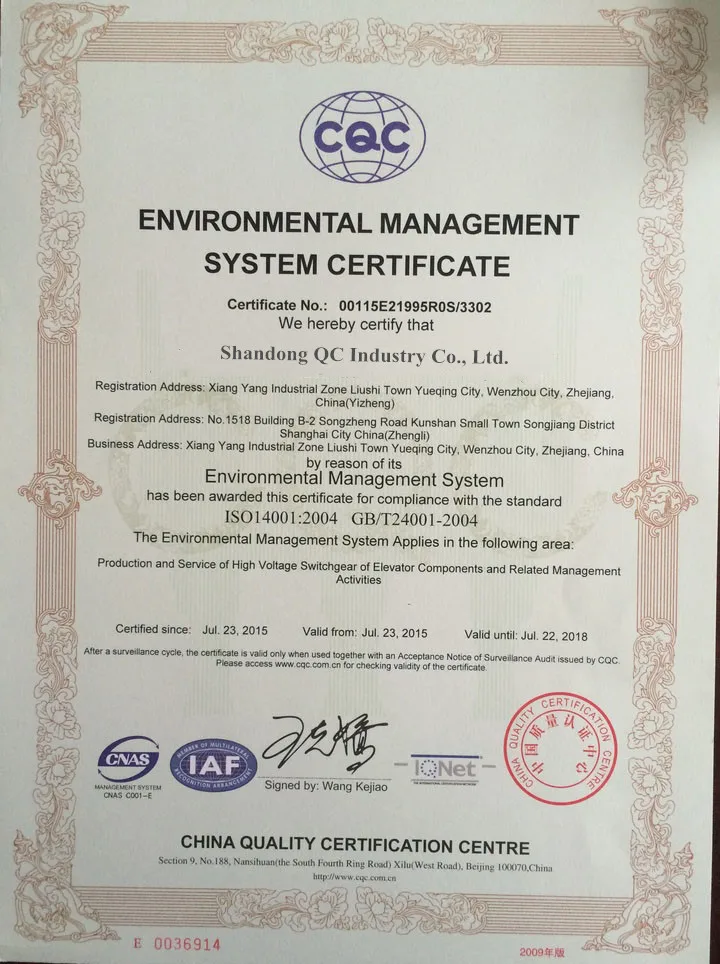 CQC
ENVIRONMENTAL MANAGEMENT
SYSTEM CERTIFICATE
Certificate No.: 00115E21995R0S/3302
We hereby certify that
Shandong QC Industry Co., Ltd.
Registration Address: Xiang Yang Industrial Zone Liushi Town Yueqing City, Wenzhou City, Zhejiang,
China(Yizheng)
Registration Address: No.1518 Building B-2 Songzheng Road Kunshan Small Town Songjiang District
Shanghai City China(Zhengli)
Business Address: Xiang Yang Industrial Zone Liushi Town Yueqing City, Wenzhou City, Zhejiang, China
by reason of its
Environmental Management System
has been awarded this certificate for compliance with the standard
ISO14001:2004 GB/T24001-2004
The Environmental Management System Applies in the following area:
Production and Service of High Voltage Switchgear of Elevator Components and Related Management
Activities
Certified since: Jul. 23, 2015 Valid from: Jul. 23, 2015 Valid until: Jul. 22, 2018
After a surveillance cycle, the certificate is valid only when used together with an Acceptance Notice of Surveillance Audit issued by CQC.
Please access www.cqc.com.cn for checking validity of the certificate.
CNAS
MANAGEMENT SYSTEM
CNAS C001-E
MEMBER OF MULTILATERAL
IAF
RECOGNITION ARRANGEMENT
Signed by: Wang Kejiao
IQNet
THE INTERNATIONAL CERTIFICATION NETWORK
CHINA QUALITY CERTIFICATION CENTRE
中国质量认证中心
CHINA QUALITY CERTIFICATION CENTRE
Section 9, No.188, Nansihuan(the South Fourth Ring Road) Xilu(West Road), Beijing 100070,China
http://www.cqc.com.cn
E 0036914
2009年版